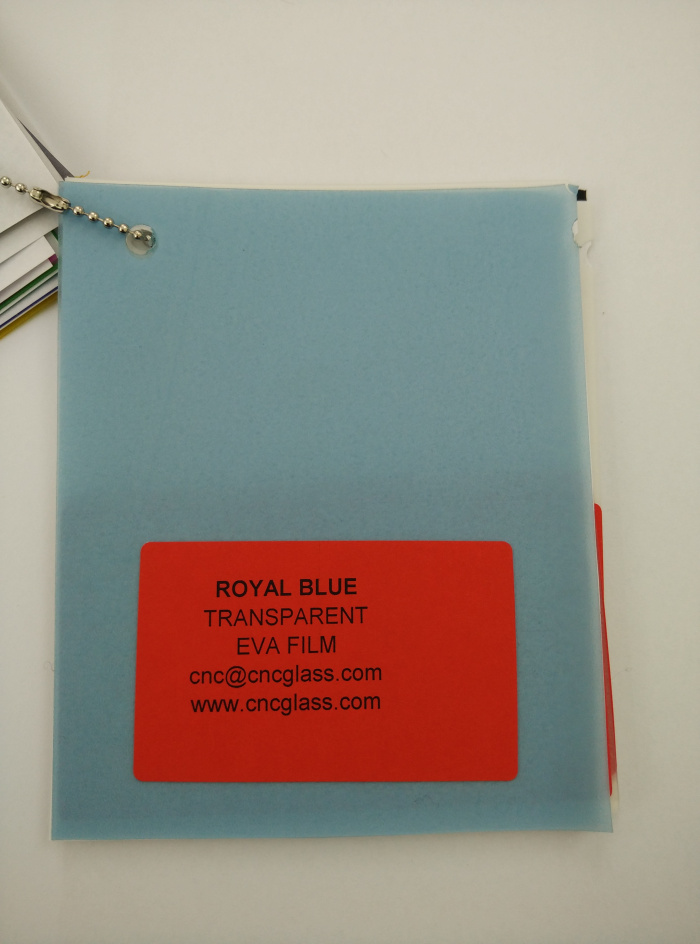 ROYAL BLUE
TRANSPARENT
EVA FILM
cnc@cncglass.com
www.cncglass.com